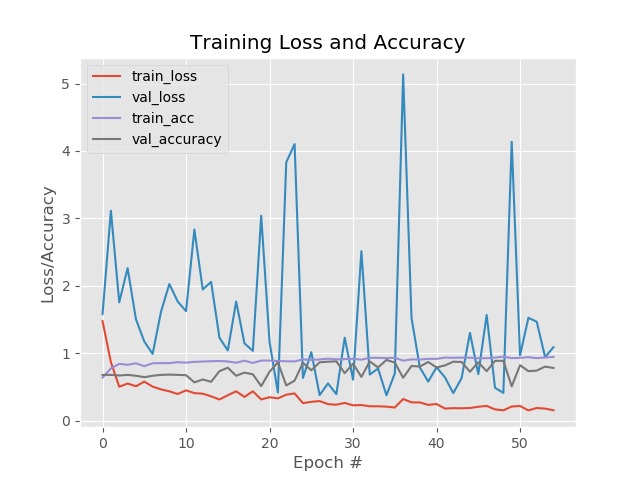 Training Loss and Accuracy
train_loss
val_loss
train_acc
val_accuracy
5
4
3
2
1
0
Loss/Accuracy
0 10 20 30 40 50
Epoch #